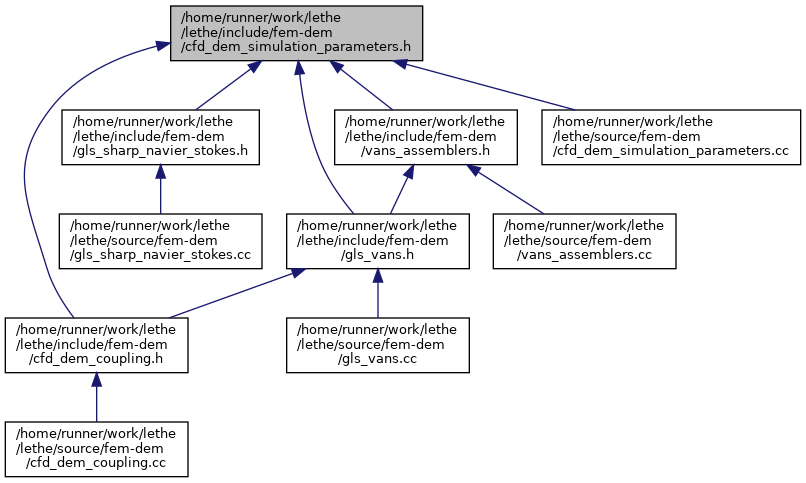 /home/runner/work/lethe
/lethe/include/fem-dem
/cfd_dem_simulation_parameters.h
/home/runner/work/lethe
/lethe/include/fem-dem
/gls_sharp_navier_stokes.h
/home/runner/work/lethe
/lethe/include/fem-dem
/vans_assemblers.h
/home/runner/work/lethe
/lethe/source/fem-dem
/cfd_dem_simulation_parameters.cc
/home/runner/work/lethe
/lethe/source/fem-dem
/gls_sharp_navier_stokes.cc
/home/runner/work/lethe
/lethe/include/fem-dem
/gls_vans.h
/home/runner/work/lethe
/lethe/source/fem-dem
/vans_assemblers.cc
/home/runner/work/lethe
/lethe/include/fem-dem
/cfd_dem_coupling.h
/home/runner/work/lethe
/lethe/source/fem-dem
/gls_vans.cc
/home/runner/work/lethe
/lethe/source/fem-dem
/cfd_dem_coupling.cc